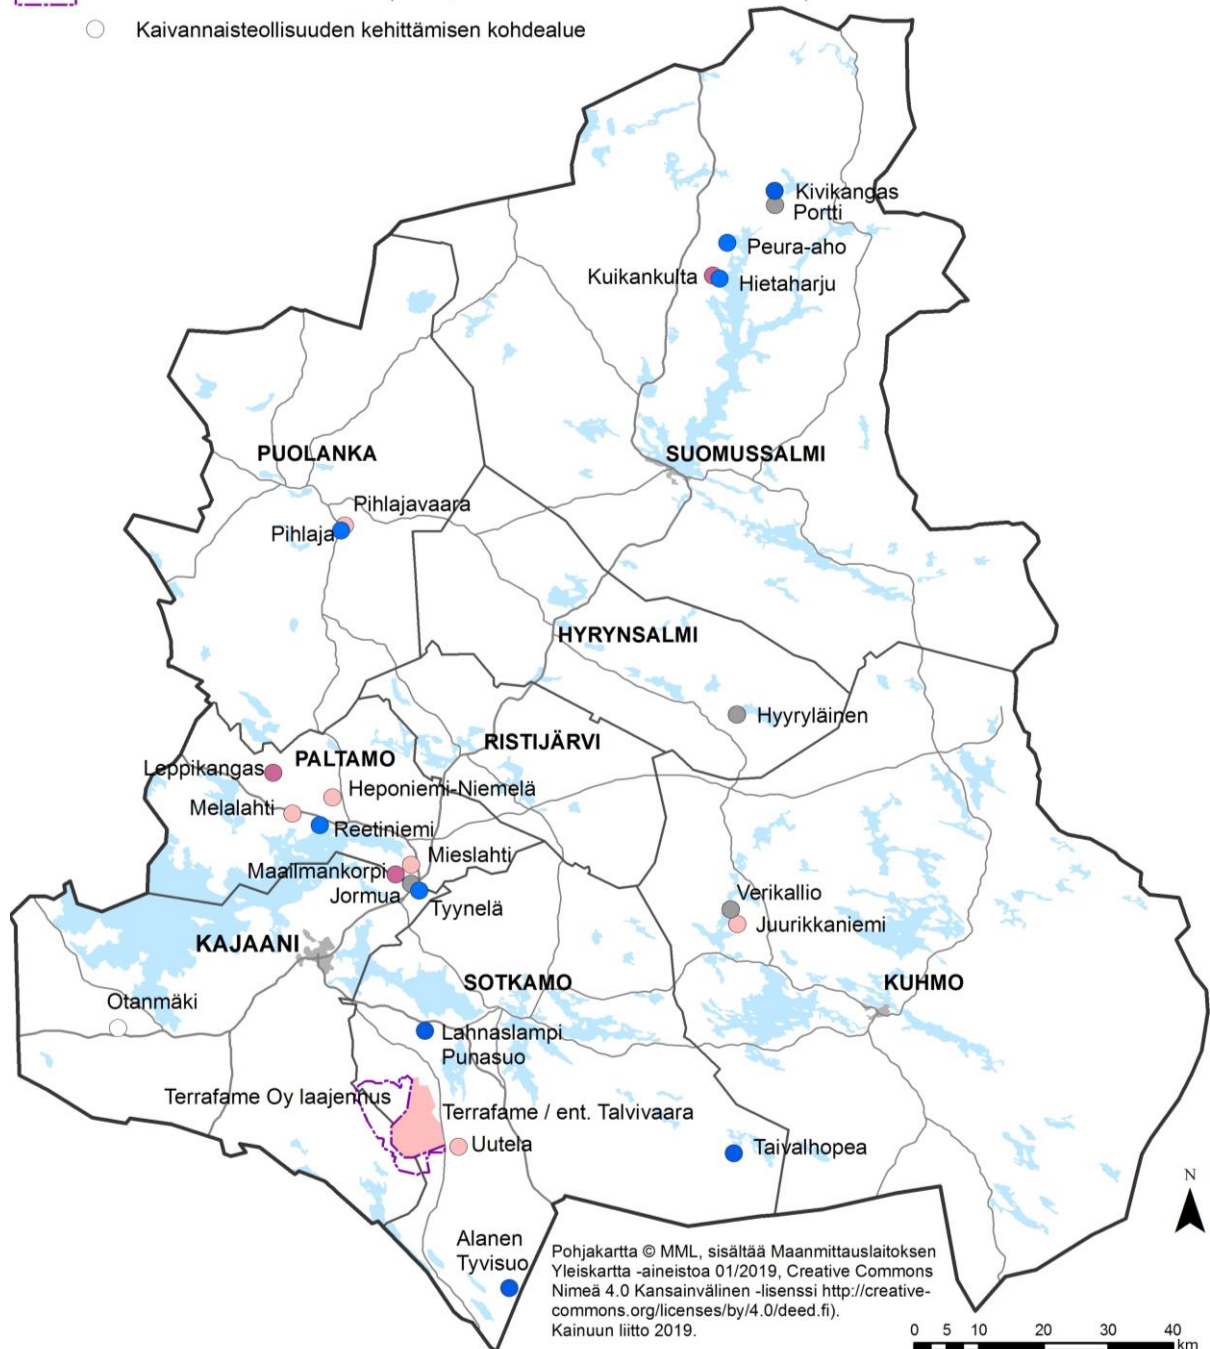 Kaivannaisteollisuuden kehittämisen kohdealue
Kivikangas
Portti
Peura-aho
Kuikankulta
Hietaharju
PUOLANKA
SUOMUSSALMI
Pihlajavaara
Pihlaja
HYRYNSALMI
Hyyryläinen
RISTIJÄRVI
PALTAMO
Leppikangas
Heponiemi-Niemelä
Melalahti
Reetiniemi
Mieslahti
Maailmankorpi
Jormua
Tyynelä
Verikallio
Juurikkaniemi
KAJAANI
SOTKAMO
KUHMO
Otanmäki
Lahnaslampi
Punasuo
Terrafame Oy laajennus
Terrafame / ent. Talvivaara
Uutela
Taivalhopea
Alanen
Tyvisuo
N
Pohjakartta © MML, sisältää Maanmittauslaitoksen
Yleiskartta -aineistoa 01/2019, Creative Commons
Nimeä 4.0 Kansainvälinen -lisenssi http://creative-
commons.org/licenses/by/4.0/deed.fi).
Kainuun liitto 2019.
0 5 10 20 30 40
km